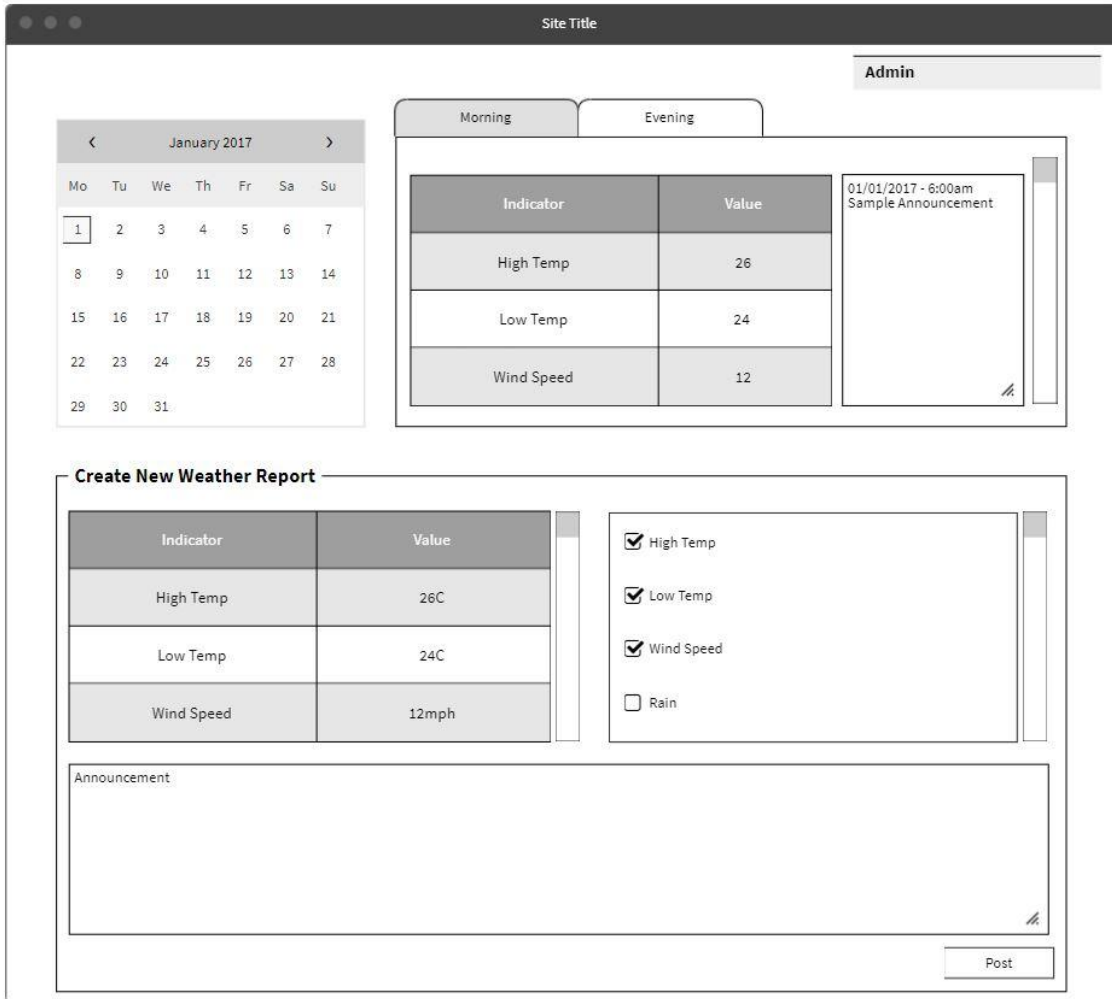 Site Title
Admin
January 2017
Mo Tu We Th Fr Sa Su
1 2 3 4 5 6 7
8 9 10 11 12 13 14
15 16 17 18 19 20 21
22 23 24 25 26 27 28
29 30 31
Morning Evening
Indicator Value
High Temp 26
Low Temp 24
Wind Speed 12
01/01/2017 - 6:00am
Sample Announcement
Create New Weather Report
Indicator Value
High Temp 26C
Low Temp 24C
Wind Speed 12mph
High Temp
Low Temp
Wind Speed
Rain
Announcement
Post